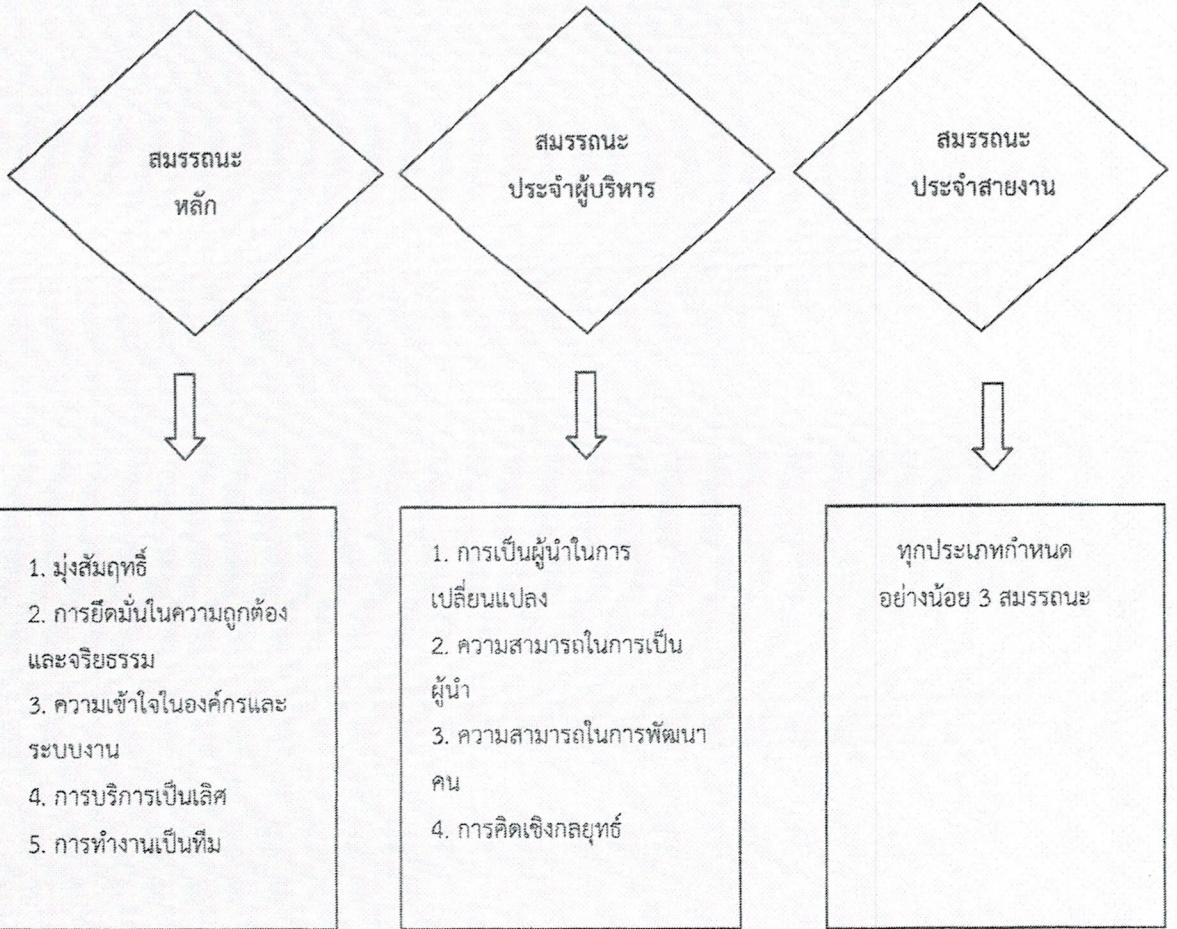 สมรรถนะ
หลัก
สมรรถนะ
ประจำผู้บริหาร
สมรรถนะ
ประจำสายงาน
1. มุ่งสัมฤทธิ์
2. การยึดมั่นในความถูกต้อง
และจริยธรรม
3. ความเข้าใจในองค์กรและ
ระบบงาน
4. การบริการเป็นเลิศ
5. การทำงานเป็นทีม
1. การเป็นผู้นำในการ
เปลี่ยนแปลง
2. ความสามารถในการเป็น
ผู้นำ
3. ความสามารถในการพัฒนา
คน
4. การคิดเชิงกลยุทธ์
ทุกประเภทกำหนด
อย่างน้อย 3 สมรรถนะ